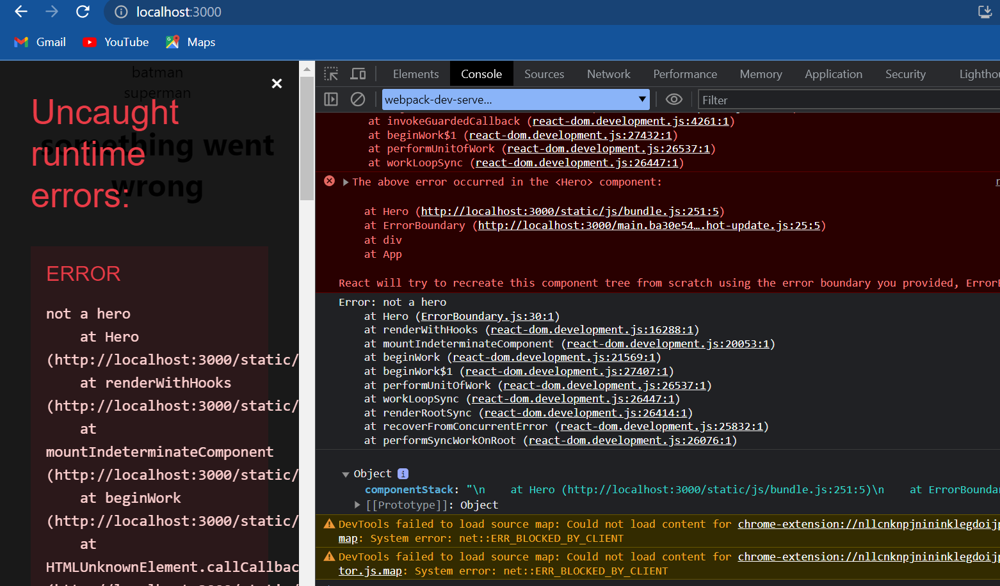 localhost:3000
Gmail
YouTube
Maps
batman
superman
something went
wrong
Uncaught
runtime
errors:
ERROR
not a hero
at Hero
(http://localhost:3000/static/
at renderWithHooks
(http://localhost:3000/static/
at
mountIndeterminateComponent
(http://localhost:3000/static/
at beginWork
(http://localhost:3000/static/
at
HTMLUnknownElement.callCallbac
Elements Console Sources Network Performance Memory Application Security Lighthou
webpack-dev-serve...
Filter
at invokeGuardedCallback (react-dom.development.js:4261:1)
at beginWork$1 (react-dom.development.js:27432:1)
at performUnitOfWork (react-dom.development.js:26537:1)
at workLoopSync (react-dom.development.js:26447:1)
The above error occurred in the <Hero> component:
at Hero (http://localhost:3000/static/js/bundle.js:251:5)
at ErrorBoundary (http://localhost:3000/main.ba30e54….hot-update.js:25:5)
at div
at App
React will try to recreate this component tree from scratch using the error boundary you provided, Error
Error: not a hero
at Hero (ErrorBoundary.js:30:1)
at renderWithHooks (react-dom.development.js:16288:1)
at mountIndeterminateComponent (react-dom.development.js:20053:1)
at beginWork (react-dom.development.js:21569:1)
at beginWork$1 (react-dom.development.js:27407:1)
at performUnitOfWork (react-dom.development.js:26537:1)
at workLoopSync (react-dom.development.js:26447:1)
at renderRootSync (react-dom.development.js:26414:1)
at recoverFromConcurrentError (react-dom.development.js:25832:1)
at performSyncWorkOnRoot (react-dom.development.js:26076:1)
Object i
componentStack: "\n at Hero (http://localhost:3000/static/js/bundle.js:251:5)\n at ErrorBounda
[[Prototype]]: Object
DevTools failed to load source map: Could not load content for chrome-extension://nllcnknpjnininklegdoijp
map: System error: net::ERR_BLOCKED_BY_CLIENT
DevTools failed to load source map: Could not load content for chrome-extension://nllcnknpjnininklegdoijp
tor.js.map: System error: net::ERR_BLOCKED_BY_CLIENT